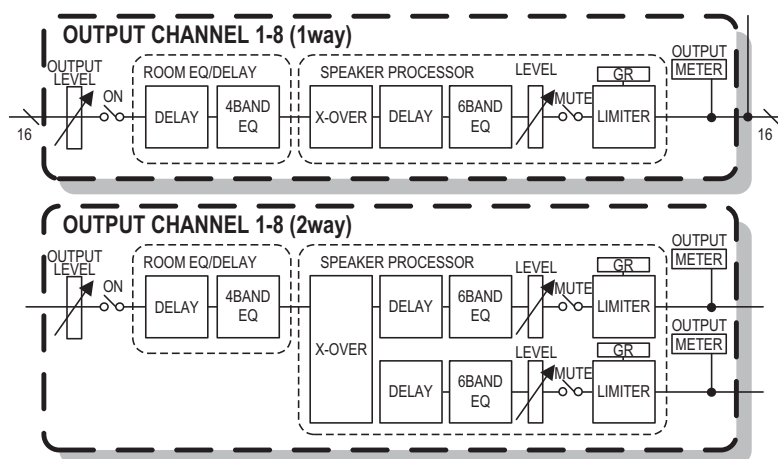 OUTPUT CHANNEL 1-8 (1way)
OUTPUT
LEVEL
ON
ROOM EQ/DELAY
DELAY
4BAND
EQ
SPEAKER PROCESSOR
X-OVER
DELAY
6BAND
EQ
LEVEL
MUTE
GR
LIMITER
OUTPUT
METER
16
16
OUTPUT CHANNEL 1-8 (2way)
OUTPUT
LEVEL
ON
ROOM EQ/DELAY
DELAY
4BAND
EQ
SPEAKER PROCESSOR
X-OVER
DELAY
6BAND
EQ
LEVEL
MUTE
GR
LIMITER
OUTPUT
METER
DELAY
6BAND
EQ
LEVEL
MUTE
GR
LIMITER
OUTPUT
METER